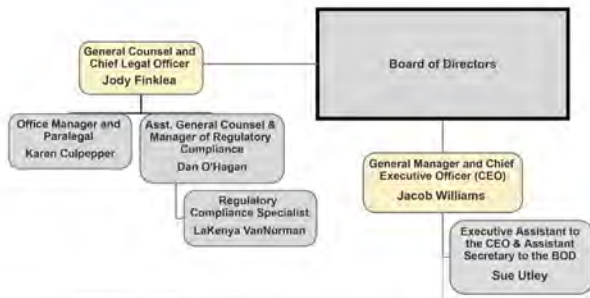 General Counsel and
Chief Legal Officer
Jody Finklea
Board of Directors
Office Manager and
Paralegal
Karen Culpepper
Asst. General Counsel &
Manager of Regulatory
Compliance
Dan O'Hagan
General Manager and Chief
Executive Officer (CEO)
Jacob Williams
Regulatory
Compliance Specialist
LaKenya VanNorman
Executive Assistant to
the CEO & Assistant
Secretary to the BOD
Sue Utley